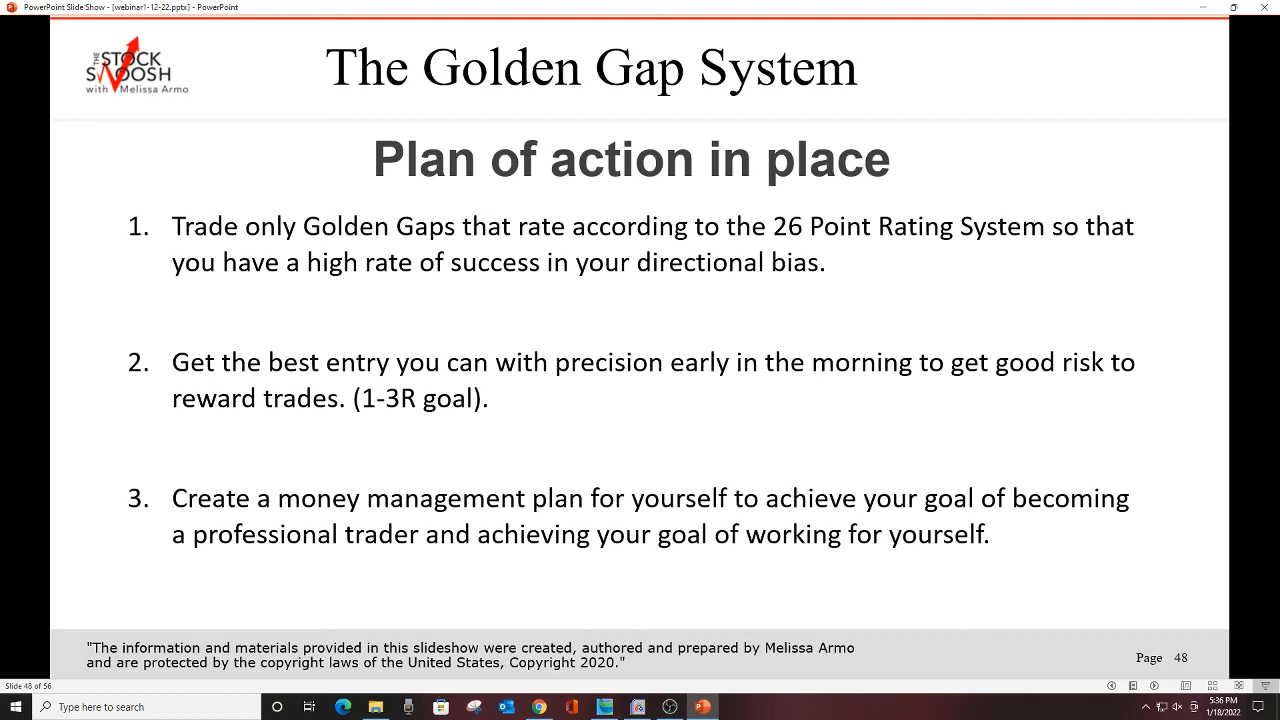 PowerPoint Slide Show - [webinar1-12-22.pptx] - PowerPoint
THE
STOCK
SWOOSH
with Melissa Armo
The Golden Gap System
Plan of action in place
1. Trade only Golden Gaps that rate according to the 26 Point Rating System so that
you have a high rate of success in your directional bias.
2. Get the best entry you can with precision early in the morning to get good risk to
reward trades. (1-3R goal).
3. Create a money management plan for yourself to achieve your goal of becoming
a professional trader and achieving your goal of working for yourself.
"The information and materials provided in this slideshow were created, authored and prepared by Melissa Armo
and are protected by the copyright laws of the United States, Copyright 2020."
Page 48
Slide 48 of 56
Type here to search
5:36 PM
1/18/2022